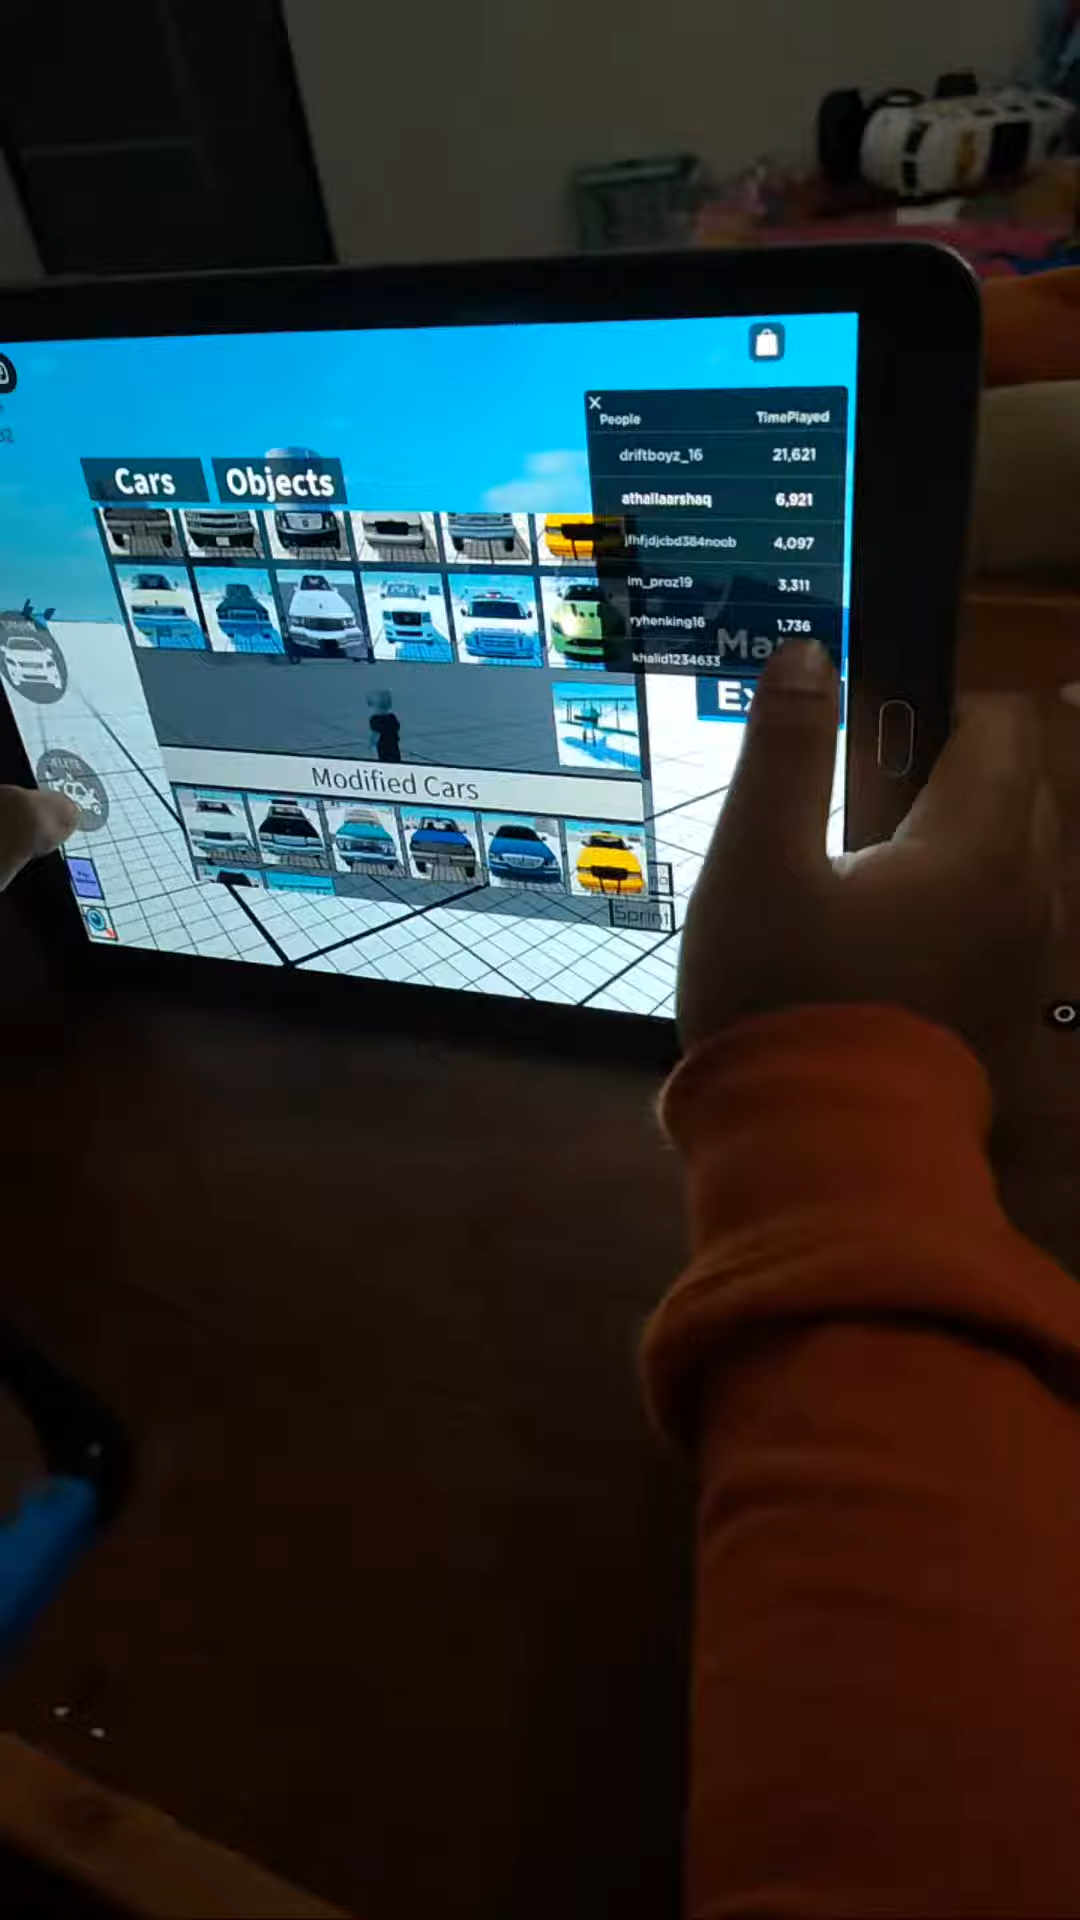 Cars
Objects
People TimePlayed
driftboyz_16 21,621
athallaarshaq 6,921
jfhfjdjcbd384noob 4,097
im_proz19 3,311
ryhenking16 1,736
khalid1234633
Modified Cars
Sprint